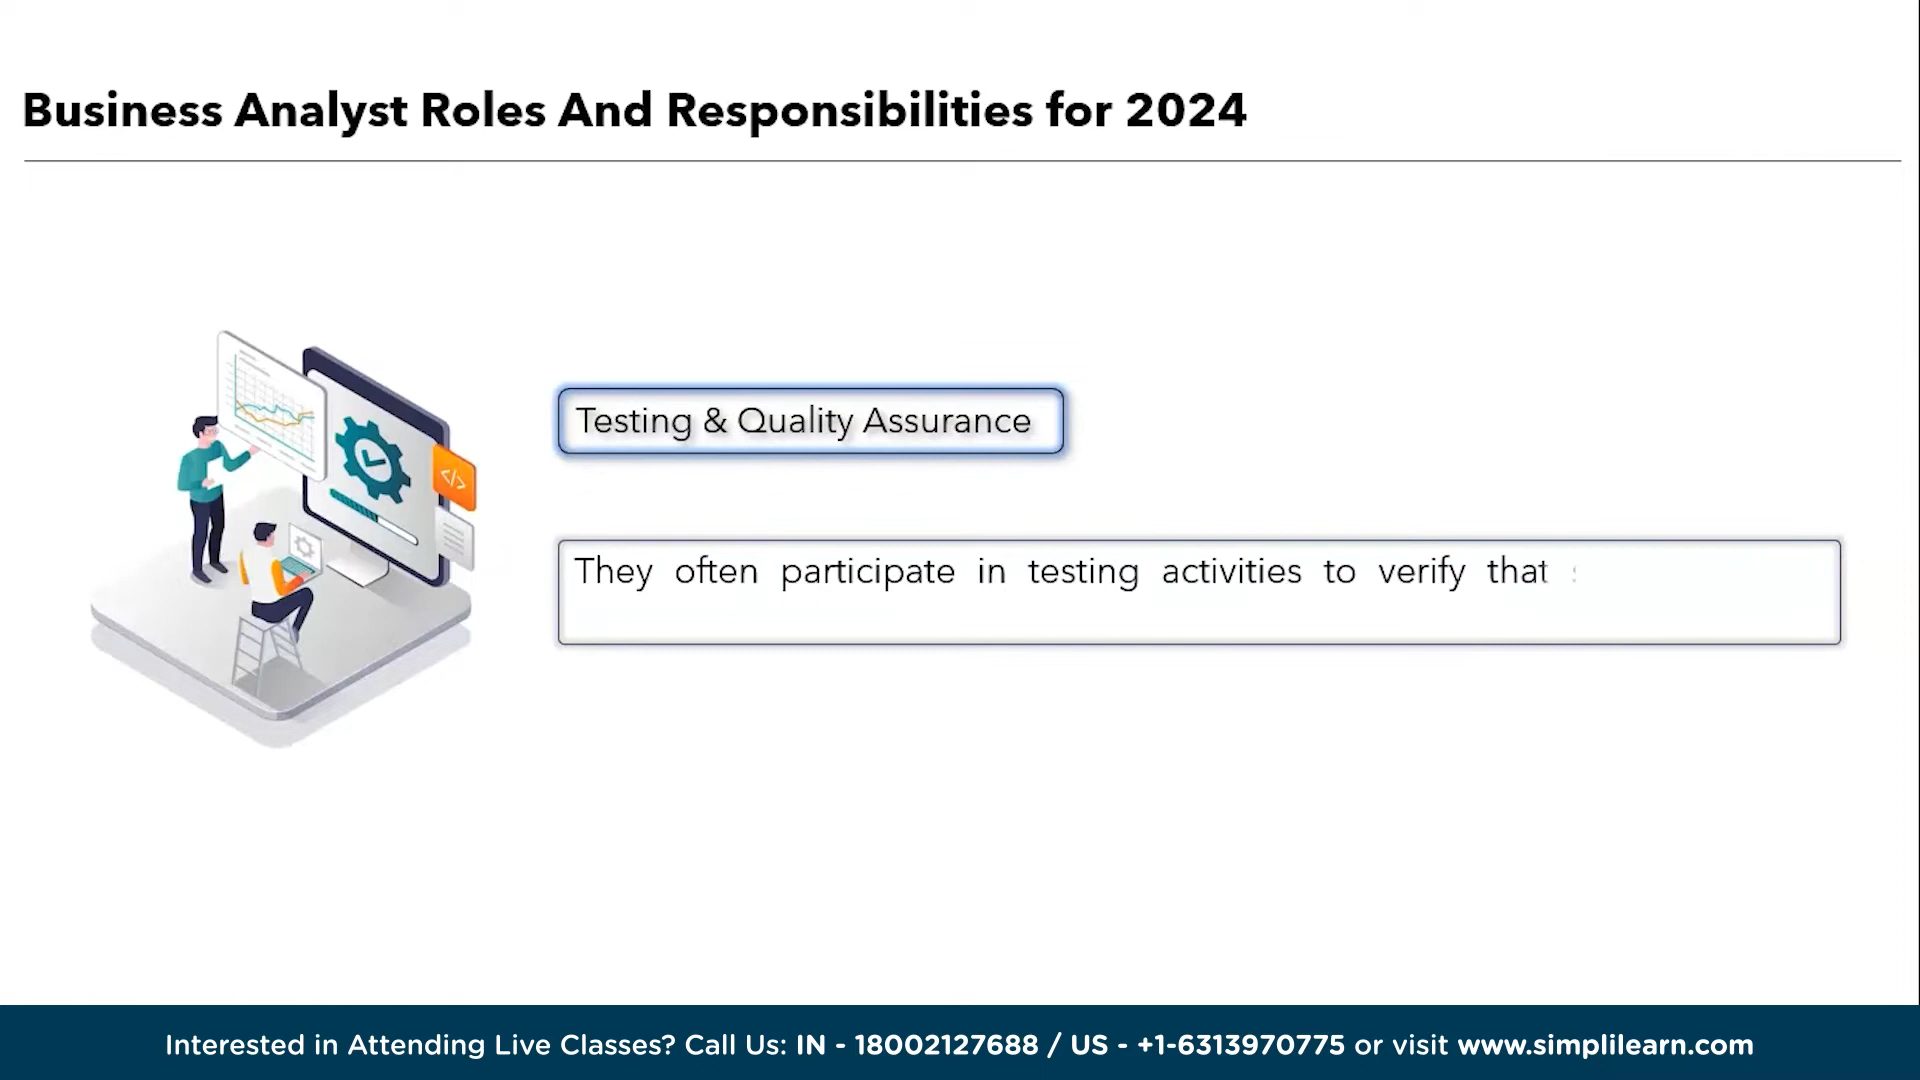 Business Analyst Roles And Responsibilities for 2024
Testing & Quality Assurance
They often participate in testing activities to verify that
Interested in Attending Live Classes? Call Us: IN - 18002127688 / US - +1-6313970775 or visit www.simplilearn.com